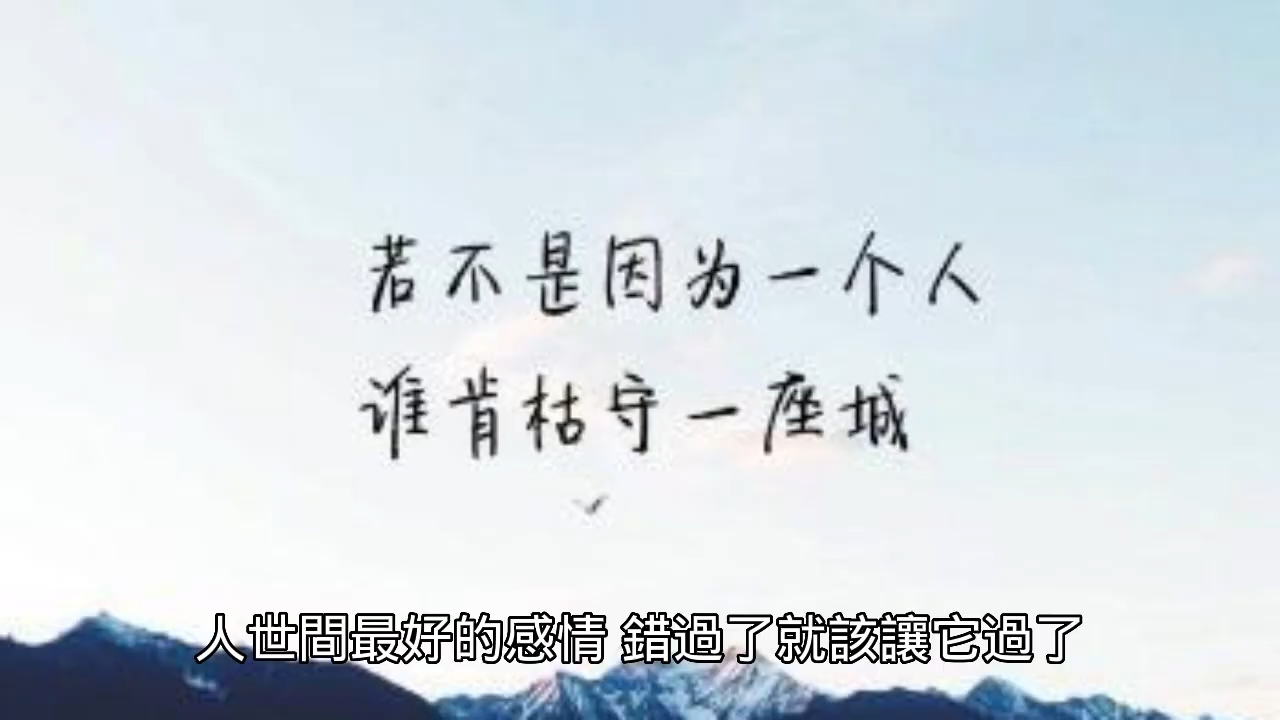 若不是因为一个人
谁肯枯守一座城
人世間最好的感情 錯過了就該讓它過了